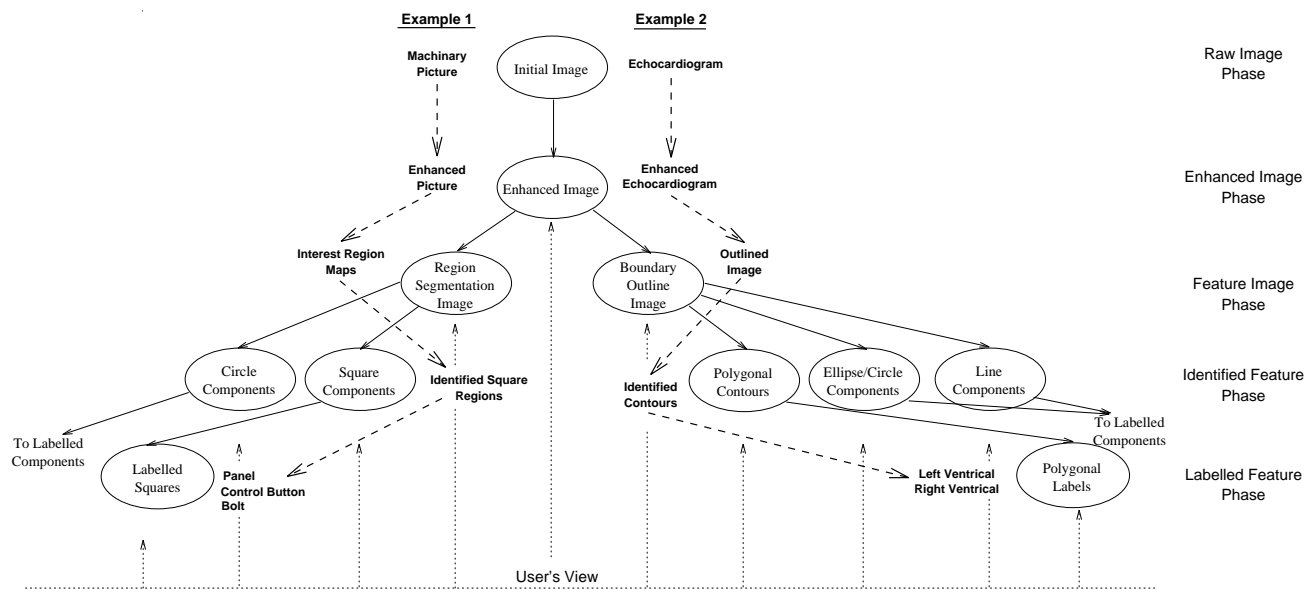 Example 1
Example 2
Machinary
Picture
Initial Image
Echocardiogram
Raw Image
Phase
Enhanced
Picture
Enhanced Image
Enhanced
Echocardiogram
Enhanced Image
Phase
Interest Region
Maps
Region
Segmentation
Image
Boundary
Outline
Image
Outlined
Image
Feature Image
Phase
Circle
Components
Square
Components
Identified Square
Regions
Identified
Contours
Polygonal
Contours
Ellipse/Circle
Components
Line
Components
Identified Feature
Phase
To Labelled
Components
To Labelled
Components
Labelled
Squares
Panel
Control Button
Bolt
Left Ventrical
Right Ventrical
Polygonal
Labels
Labelled Feature
Phase
User's View